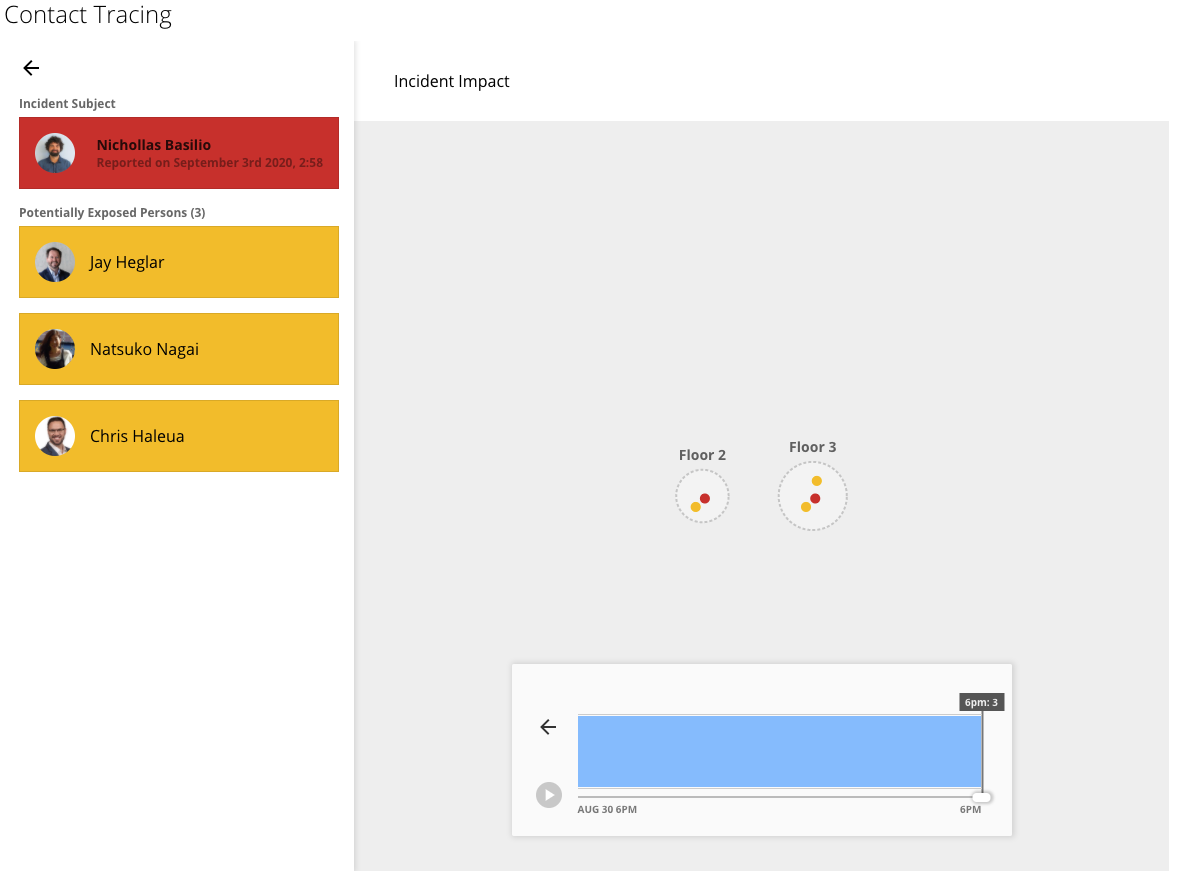 Contact Tracing
Incident Subject
Nichollas Basilio
Reported on September 3rd 2020, 2:58
Potentially Exposed Persons (3)
Jay Heglar
Natsuko Nagai
Chris Haleua
Incident Impact
Floor 2
Floor 3
6pm: 3
AUG 30 6PM
6PM